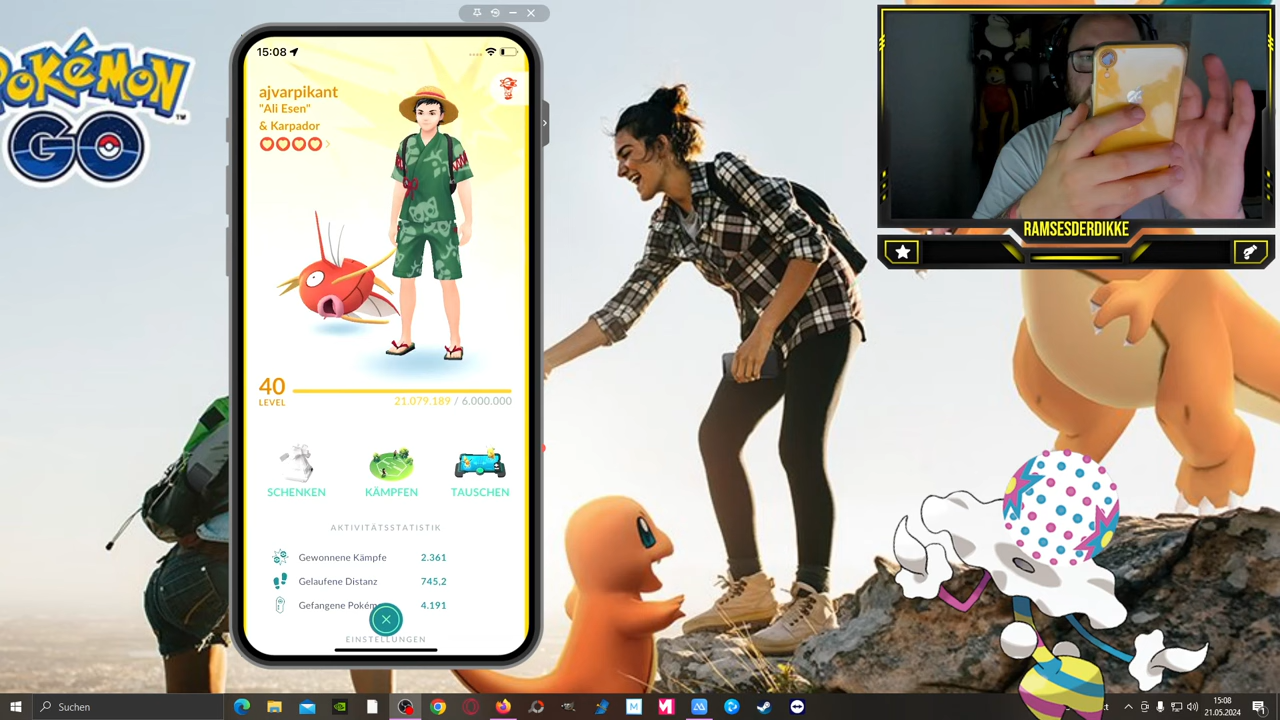 POKÉMON
GO
™
15:08
ajvarpikant
"Ali Esen"
& Karpador
40
LEVEL
21.079.189 / 6.000.000
SCHENKEN
KÄMPFEN
TAUSCHEN
AKTIVITÄTSSTATISTIK
Gewonnene Kämpfe 2.361
Gelaufene Distanz 745,2
Gefangene Pokém 4.191
EINSTELLUNGEN
RAMSESDERDIKKE
Suchen
15:08
21.05.2024